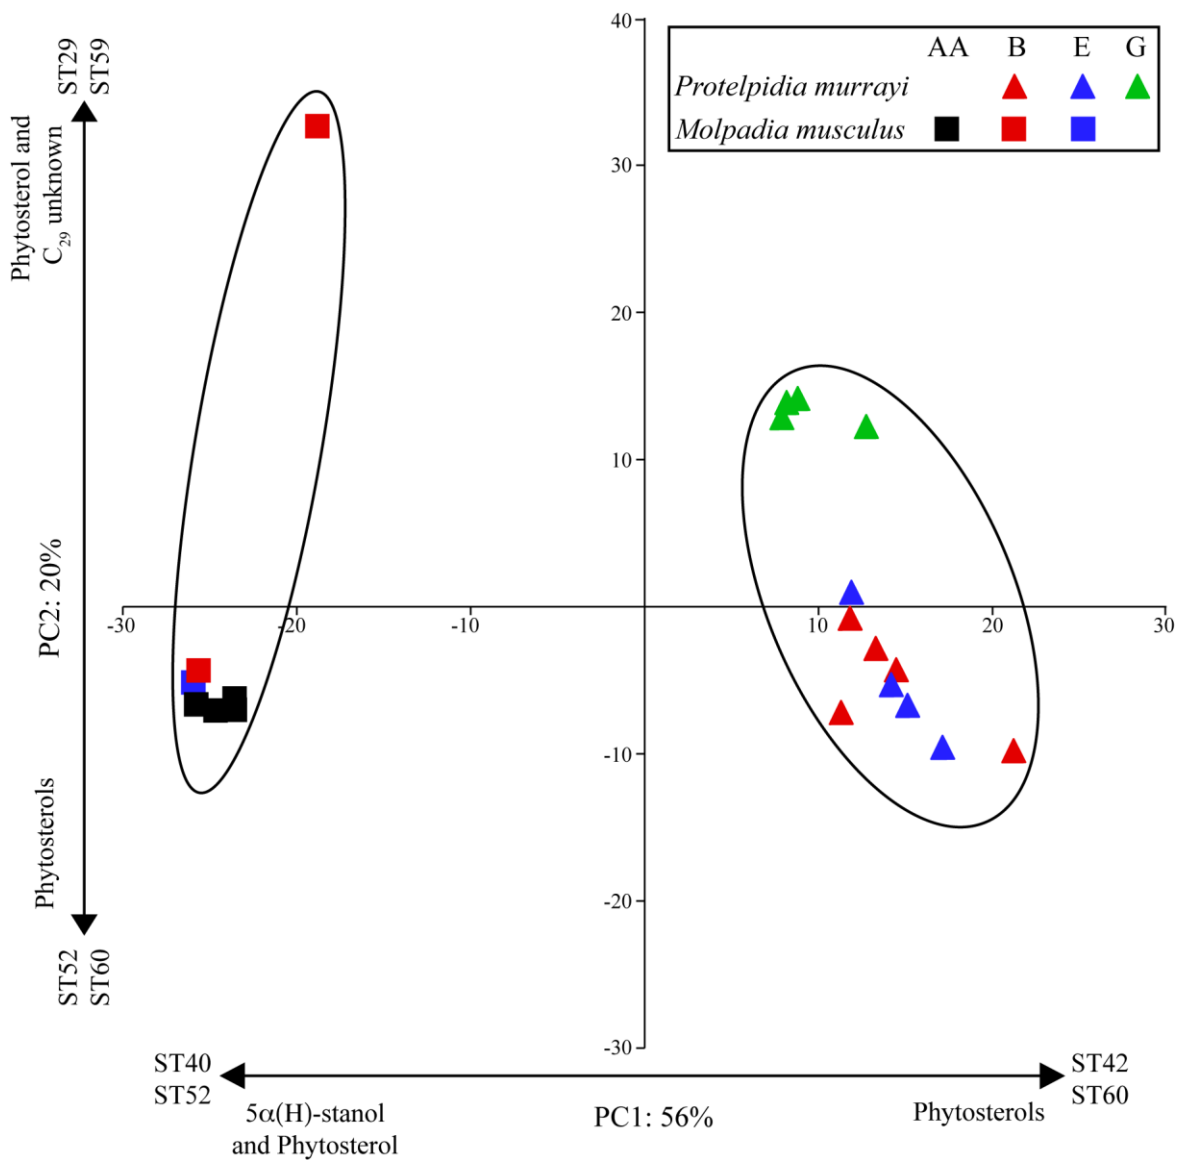 AA B E G
Protelpidia murrayi
Molpadia musculus
ST29
ST59
Phytosterol and
C₂₉ unknown
PC2: 20%
Phytosterols
ST52
ST60
40
30
20
10
-10
-20
-30
-30
-20
-10
10
20
30
ST40
ST52
5α(H)-stanol
and Phytosterol
PC1: 56%
Phytosterols
ST42
ST60